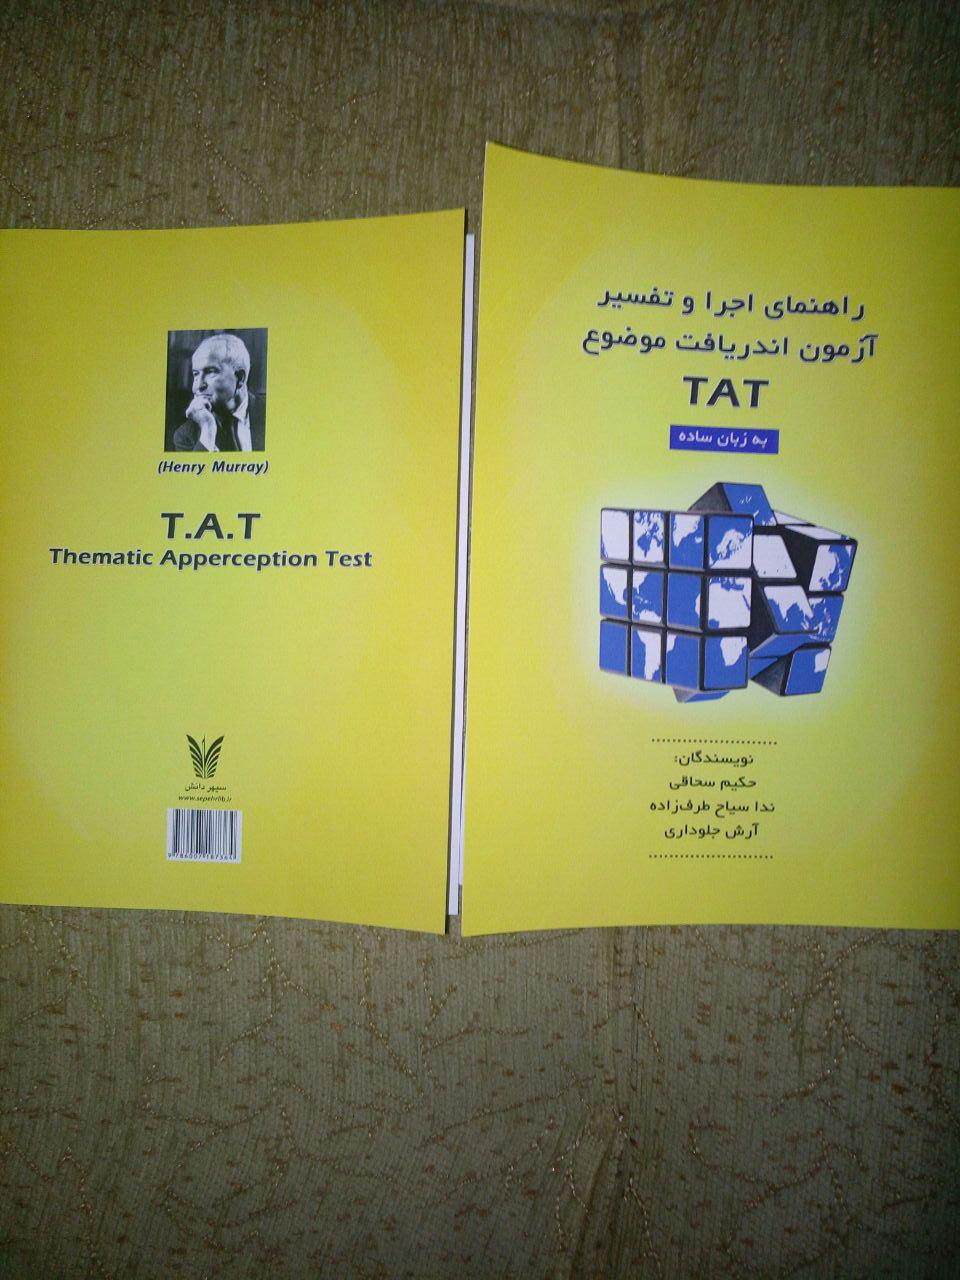 راهنمای اجرا و تفسیر
آزمون اندریافت موضوع
TAT
به زبان ساده
نویسندگان:
حکیم سحاقی
ندا سیاح طرف‌زاده
آرش جلوداری
(Henry Murray)
T.A.T
Thematic Apperception Test
سپهر دانش
www.sepehrlib.ir
9786007187364